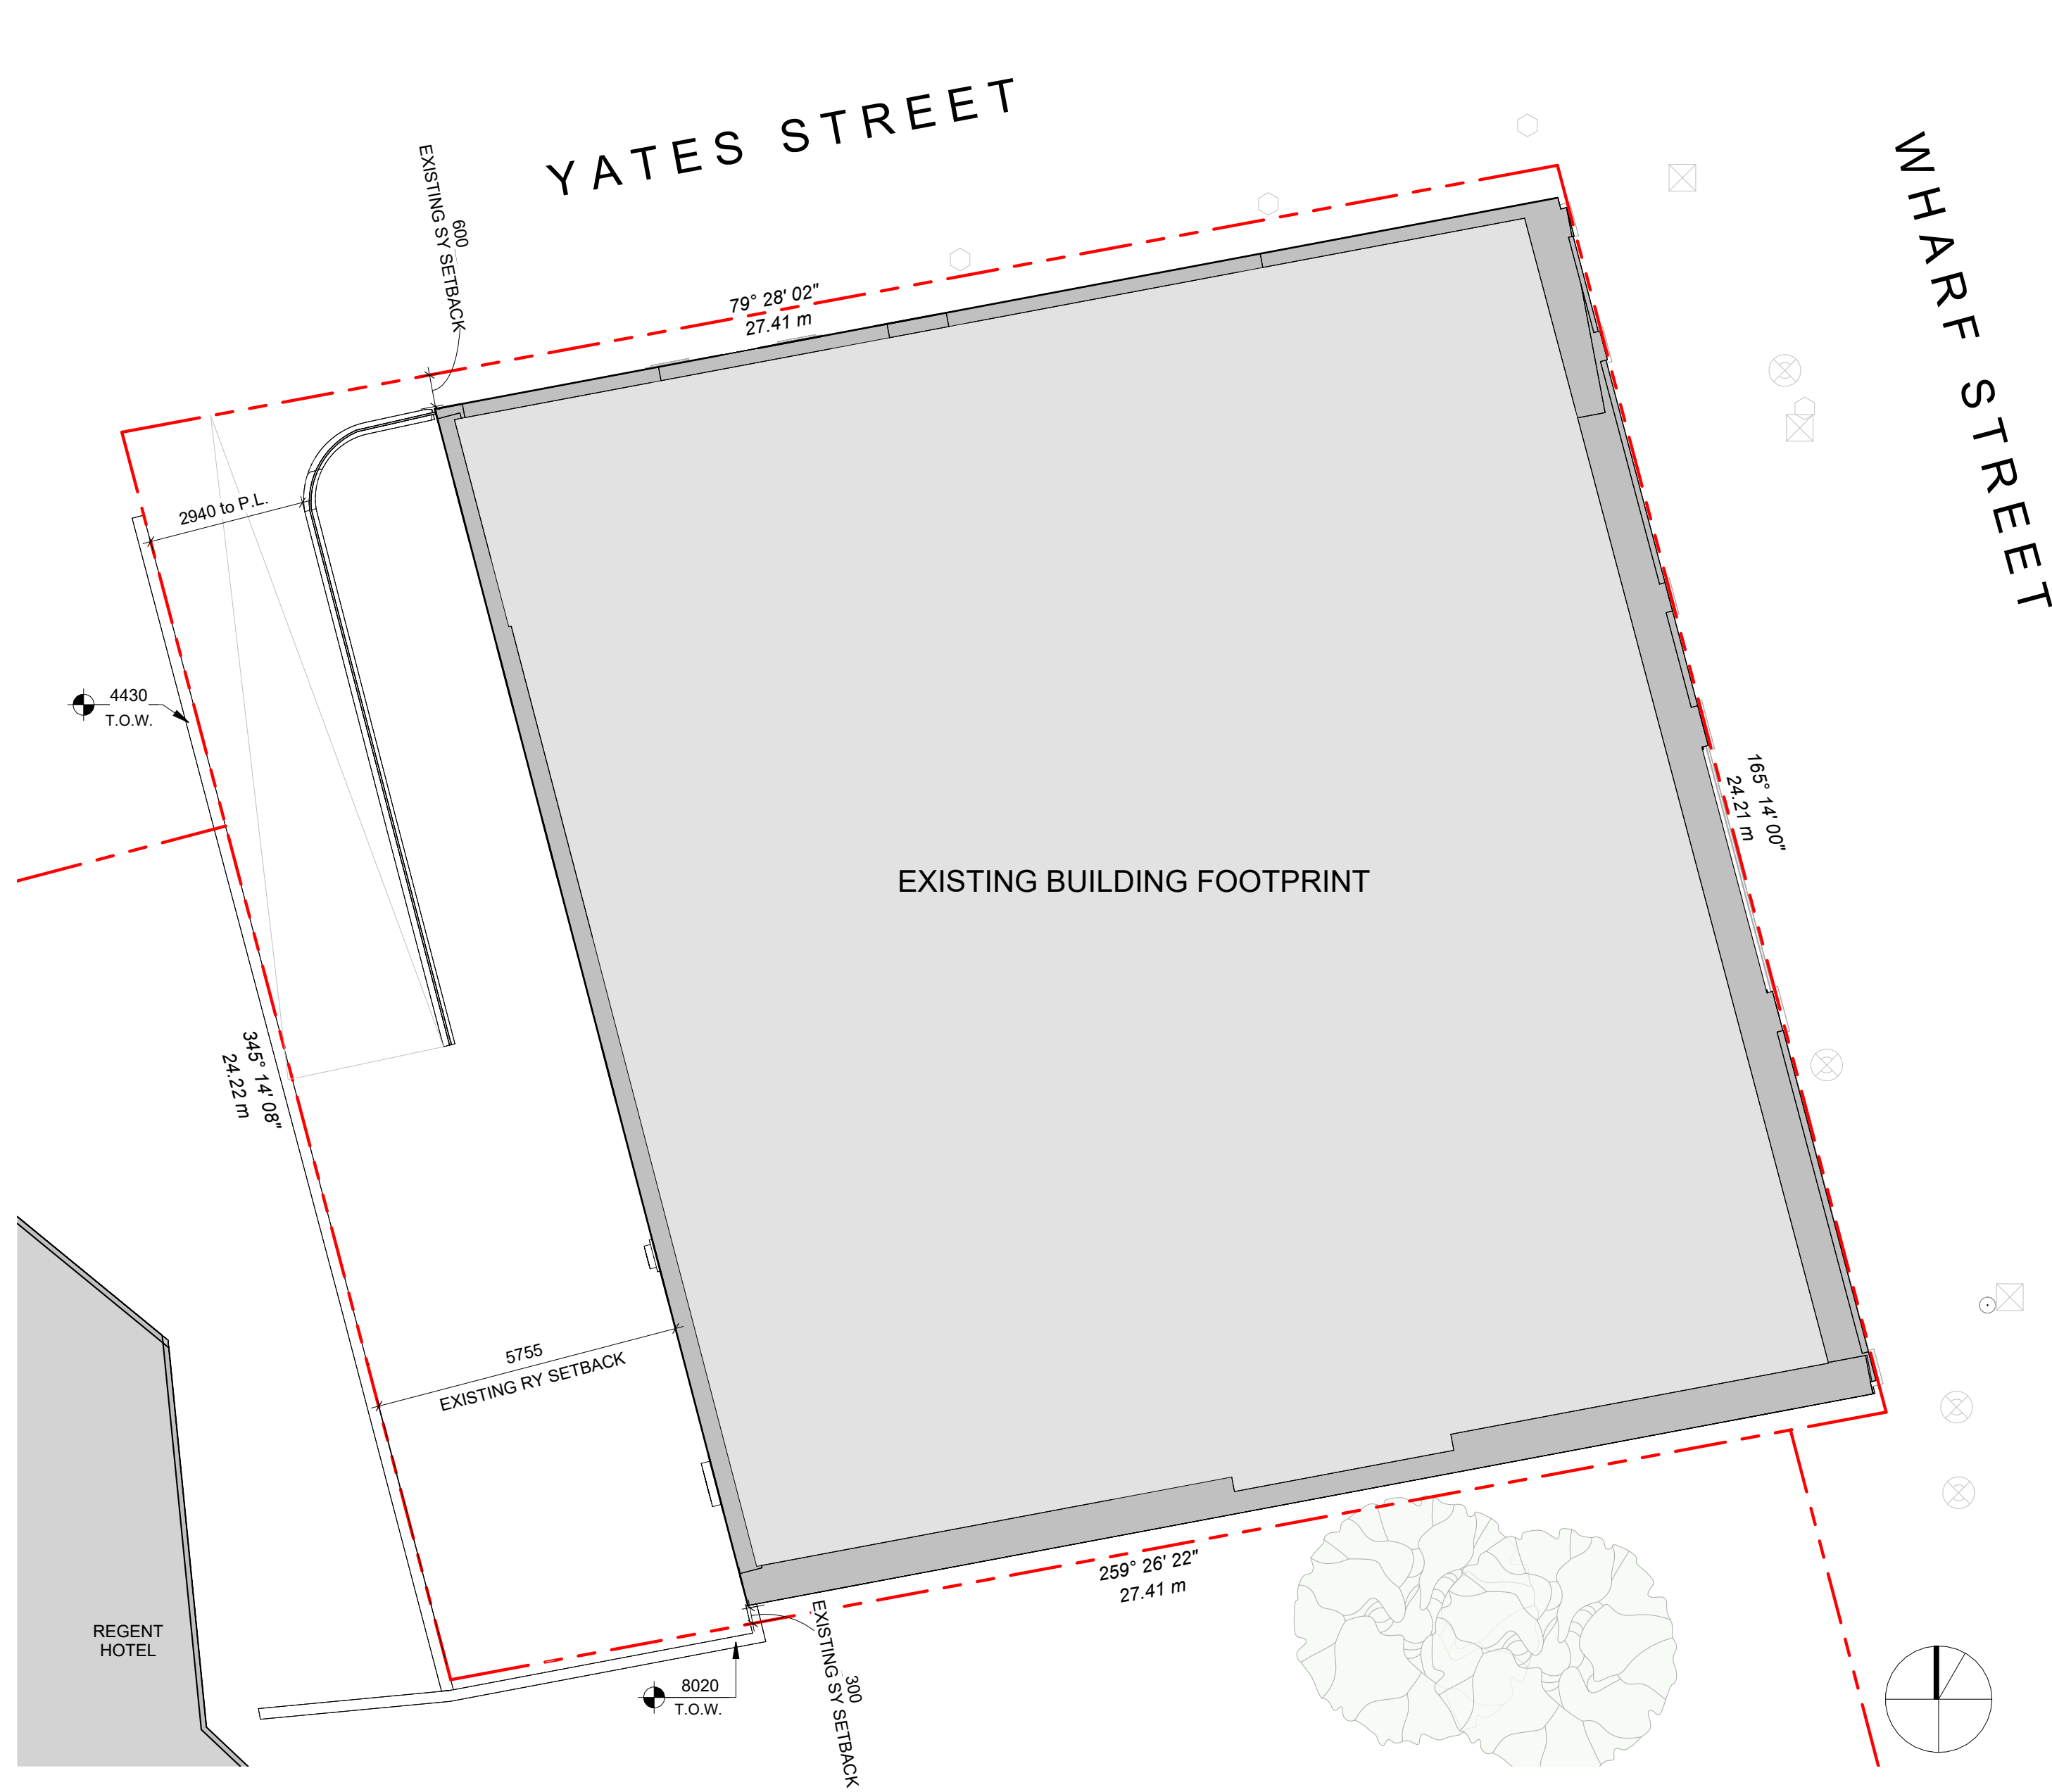 YATES STREET
WHARF STREET
600
EXISTING SY SETBACK
79° 28' 02"
27.41 m
2940 to P.L.
4430
T.O.W.
165° 14' 00"
24.21 m
EXISTING BUILDING FOOTPRINT
345° 14' 08"
24.22 m
5755
EXISTING RY SETBACK
259° 26' 22"
27.41 m
REGENT
HOTEL
8020
T.O.W.
300
EXISTING SY SETBACK